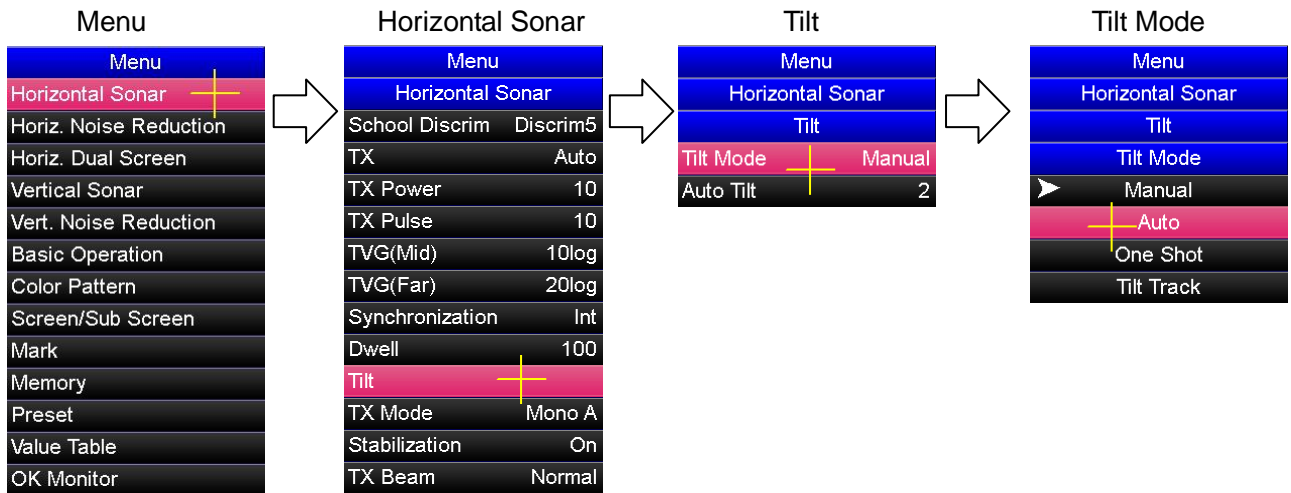 Menu
Menu
Horizontal Sonar
Horiz. Noise Reduction
Horiz. Dual Screen
Vertical Sonar
Vert. Noise Reduction
Basic Operation
Color Pattern
Screen/Sub Screen
Mark
Memory
Preset
Value Table
OK Monitor
Horizontal Sonar
Menu
Horizontal Sonar
School Discrim Discrim5
TX Auto
TX Power 10
TX Pulse 10
TVG(Mid) 10log
TVG(Far) 20log
Synchronization Int
Dwell 100
Tilt
TX Mode Mono A
Stabilization On
TX Beam Normal
Tilt
Menu
Horizontal Sonar
Tilt
Tilt Mode Manual
Auto Tilt 2
Tilt Mode
Menu
Horizontal Sonar
Tilt
Tilt Mode
Manual
Auto
One Shot
Tilt Track